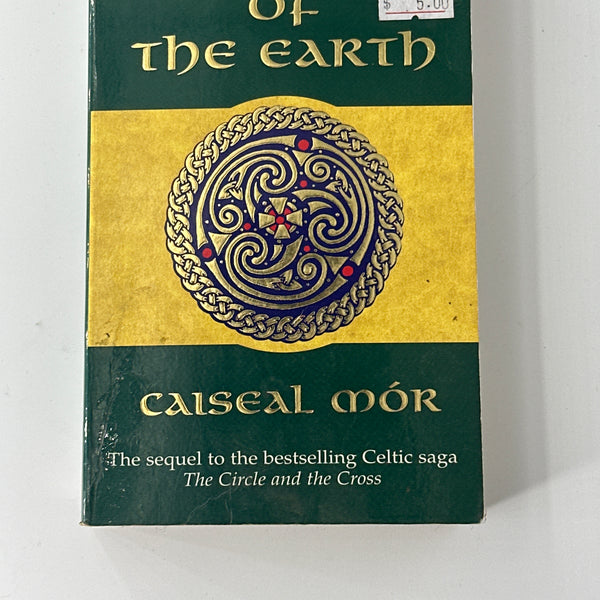 $ 5.00
OF
THE EARTH
CAISEAL MÓR
The sequel to the bestselling Celtic saga
The Circle and the Cross